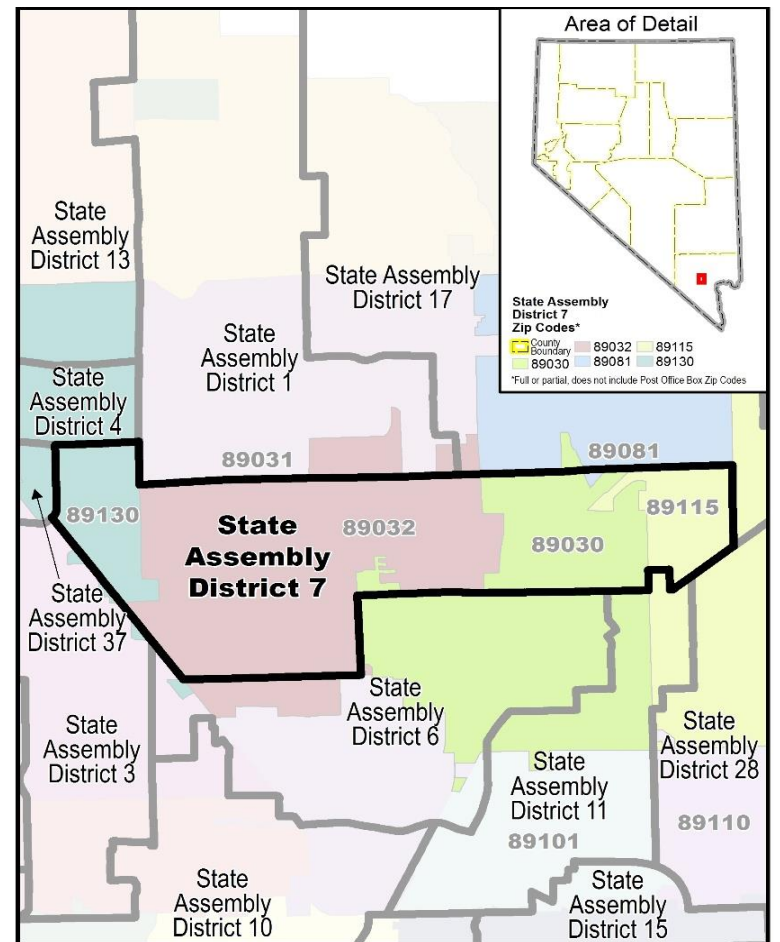 Area of Detail
State Assembly
District 7
Zip Codes*
County
Boundary
89030
89032
89081
89115
89130
*Full or partial, does not include Post Office Box Zip Codes
State
Assembly
District 13
State Assembly
District 17
State
Assembly
District 1
State
Assembly
District 4
89031
89081
89130
State
Assembly
District 7
89032
89115
89030
State
Assembly
District 37
State
Assembly
District 6
State
Assembly
District 3
State
Assembly
District 28
State
Assembly
District 11
89110
89101
State
Assembly
District 10
State
Assembly
District 15